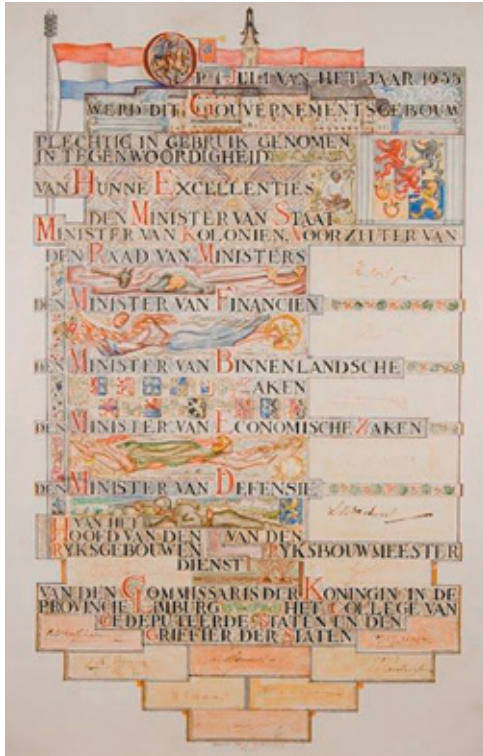 OP 1 JULI VAN HET JAAR 1935
WERD DIT GOUVERNEMENTSGEBOUW
PLECHTIG IN GEBRUIK GENOMEN
IN TEGENWOORDIGHEID
VAN HUNNE EXCELLENTIES
DEN MINISTER VAN STAAT
MINISTER VAN KOLONIEN, VOORZITTER VAN
DEN RAAD VAN MINISTERS
DEN MINISTER VAN FINANCIEN
DEN MINISTER VAN BINNENLANDSCHE
ZAKEN
DEN MINISTER VAN ECONOMISCHE ZAKEN
DEN MINISTER VAN DEFENSIE
VAN HET
HOOFD VAN DEN VAN DEN
RYKSGEBOUWEN RYKSBOUWMEESTER
DIENST
VAN DEN COMMISSARIS DER KONINGIN IN DE
PROVINCIE LIMBURG HET COLLEGE VAN
GEDEPUTEERDE STATEN EN DEN
GRIFFIER DER STATEN